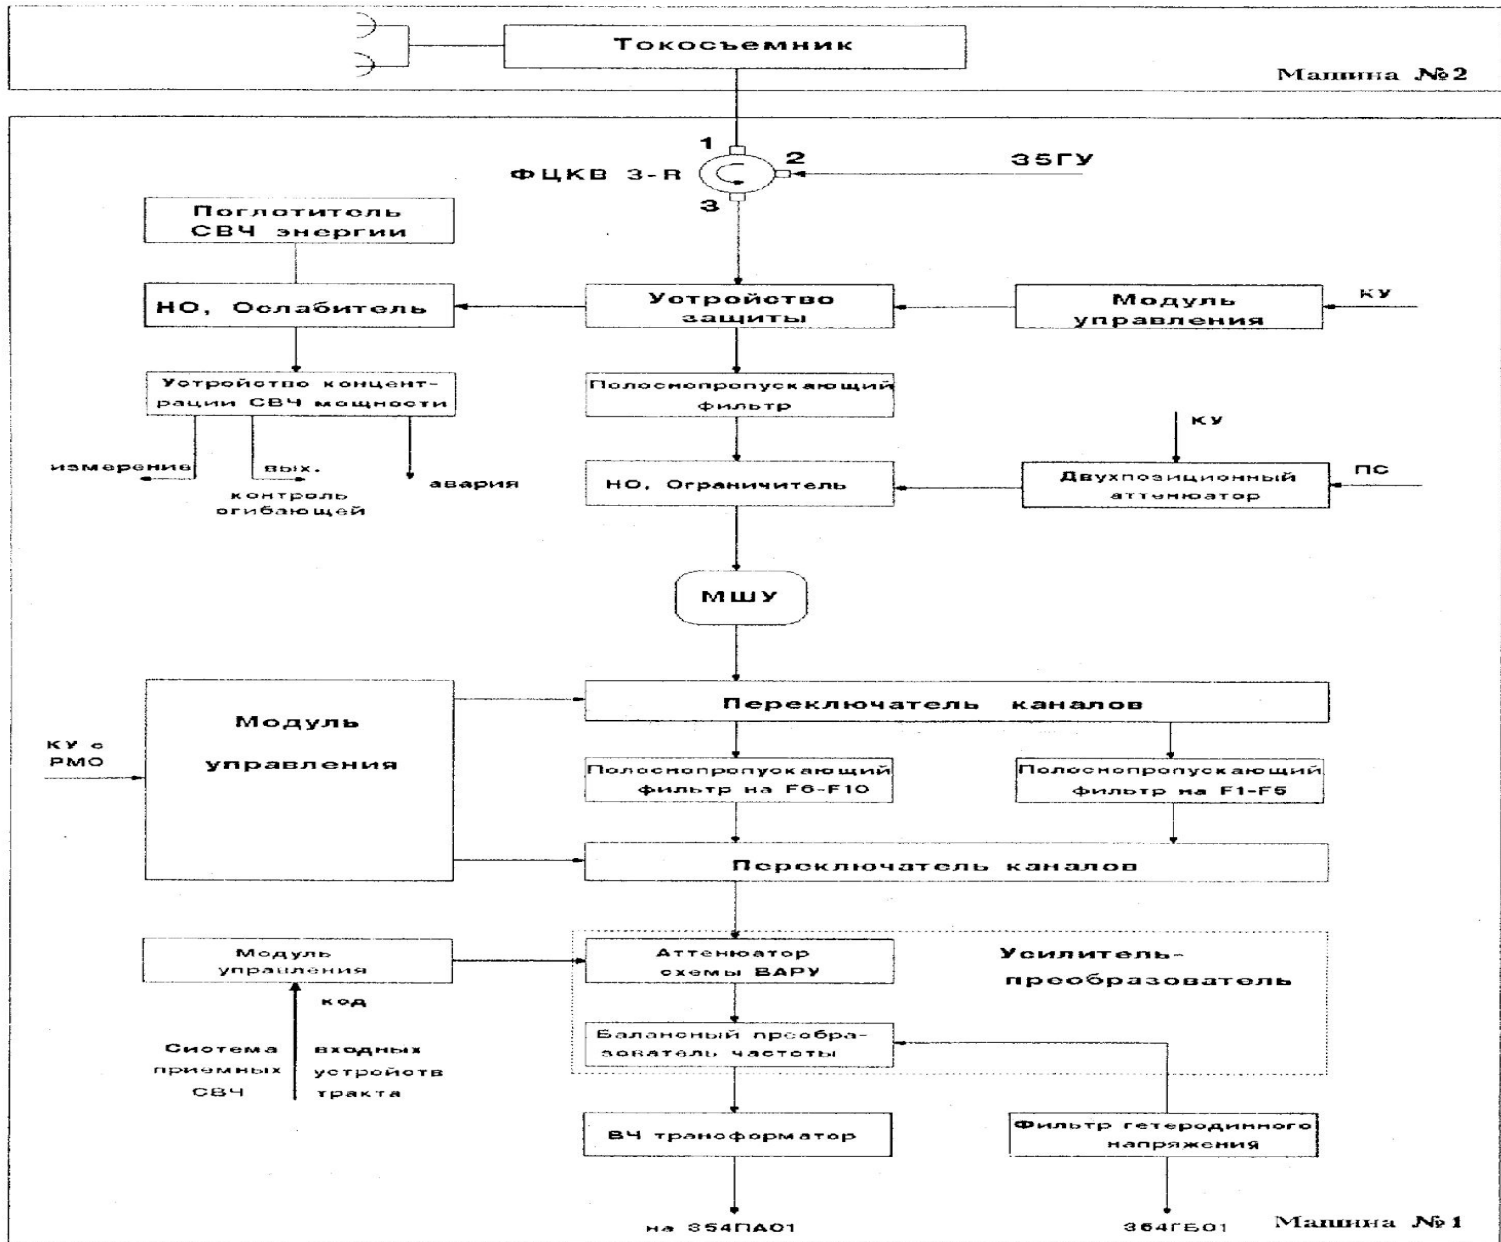 Токосъемник
Машина №2
1
2
35ГУ
ФЦКВ 3-R
3
Поглотитель
СВЧ энергии
НО, Ослабитель
Устройство
защиты
Модуль
управления
КУ
Устройство концент-
рации СВЧ мощности
Полоснопропускающий
фильтр
КУ
измерение
вых.
контроль
огибающей
авария
НО, Ограничитель
Двухпозиционный
аттенюатор
ПС
МШУ
Модуль
управления
КУ с
РМО
Переключатель каналов
Полоснопропускающий
фильтр на F6-F10
Полоснопропускающий
фильтр на F1-F5
Переключатель каналов
Модуль
управления
Аттенюатор
схемы ВАРУ
Усилитель-
преобразователь
код
Балансный преобра-
зователь частоты
Система
приемных
СВЧ
входных
устройств
тракта
ВЧ трансформатор
Фильтр гетеродинного
напряжения
на 354ПА01
364ГБ01
Машина №1